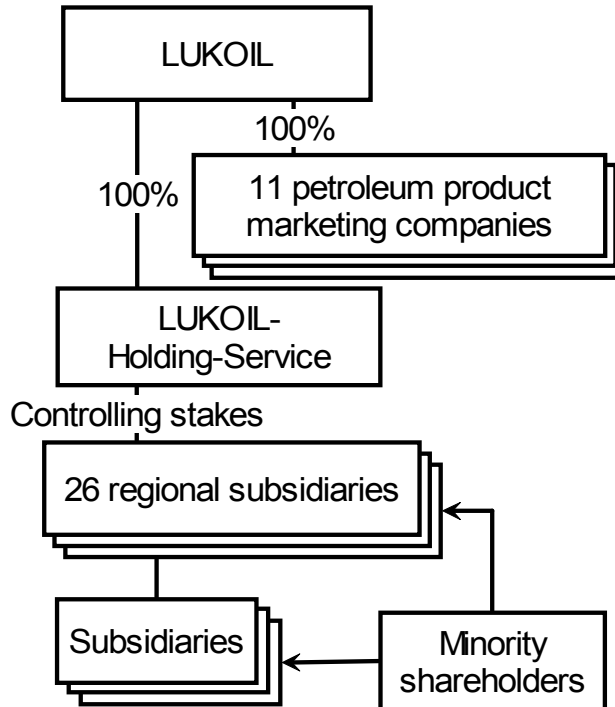 LUKOIL
100%
100%
11 petroleum product
marketing companies
LUKOIL-
Holding-Service
Controlling stakes
26 regional subsidiaries
Subsidiaries
Minority
shareholders